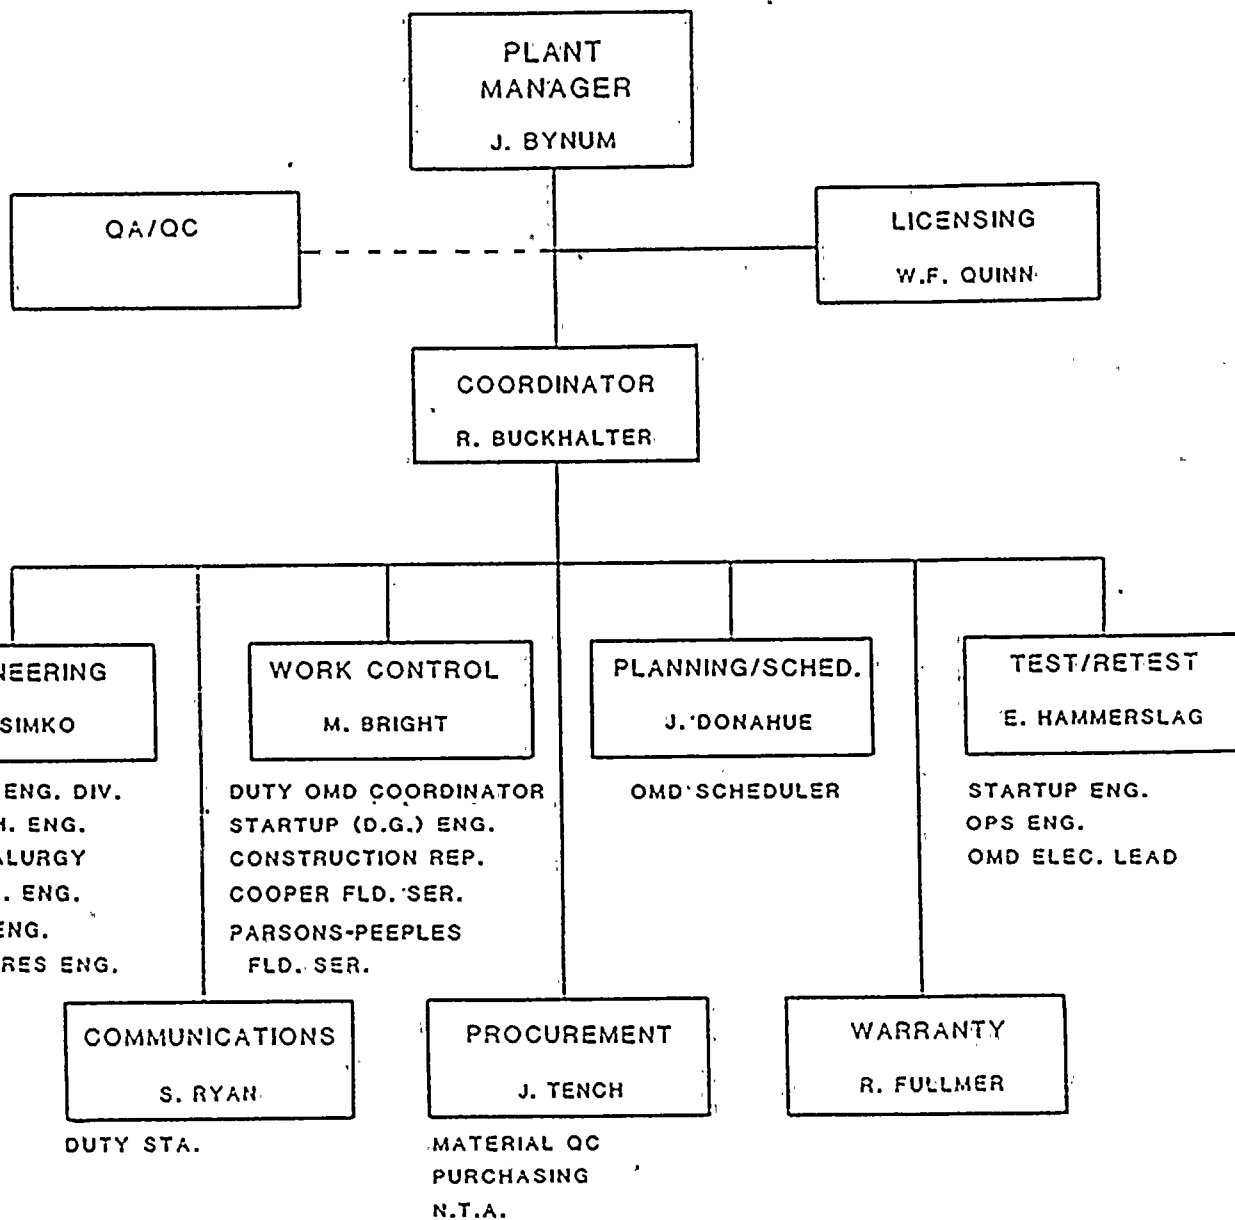 PLANT
MANAGER
J. BYNUM
QA/QC
LICENSING
W.F. QUINN
COORDINATOR
R. BUCKHALTER
NEERING
SIMKO
ENG. DIV.
H. ENG.
ALURGY
. ENG.
ENG.
RES ENG.
WORK CONTROL
M. BRIGHT
DUTY OMD COORDINATOR
STARTUP (D.G.) ENG.
CONSTRUCTION REP.
COOPER FLD. SER.
PARSONS-PEEPLES
FLD. SER.
PLANNING/SCHED.
J. DONAHUE
OMD SCHEDULER
TEST/RETEST
E. HAMMERSLAG
STARTUP ENG.
OPS ENG.
OMD ELEC. LEAD
COMMUNICATIONS
S. RYAN
DUTY STA.
PROCUREMENT
J. TENCH
MATERIAL QC
PURCHASING
N.T.A.
WARRANTY
R. FULLMER